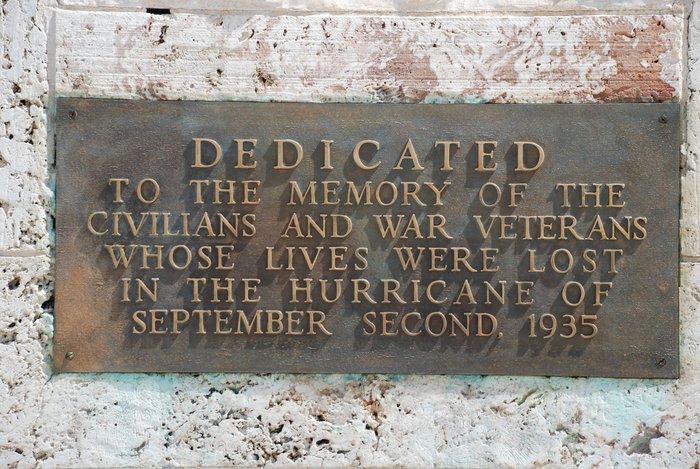 DEDICATED
TO THE MEMORY OF THE
CIVILIANS AND WAR VETERANS
WHOSE LIVES WERE LOST
IN THE HURRICANE OF
SEPTEMBER SECOND, 1935